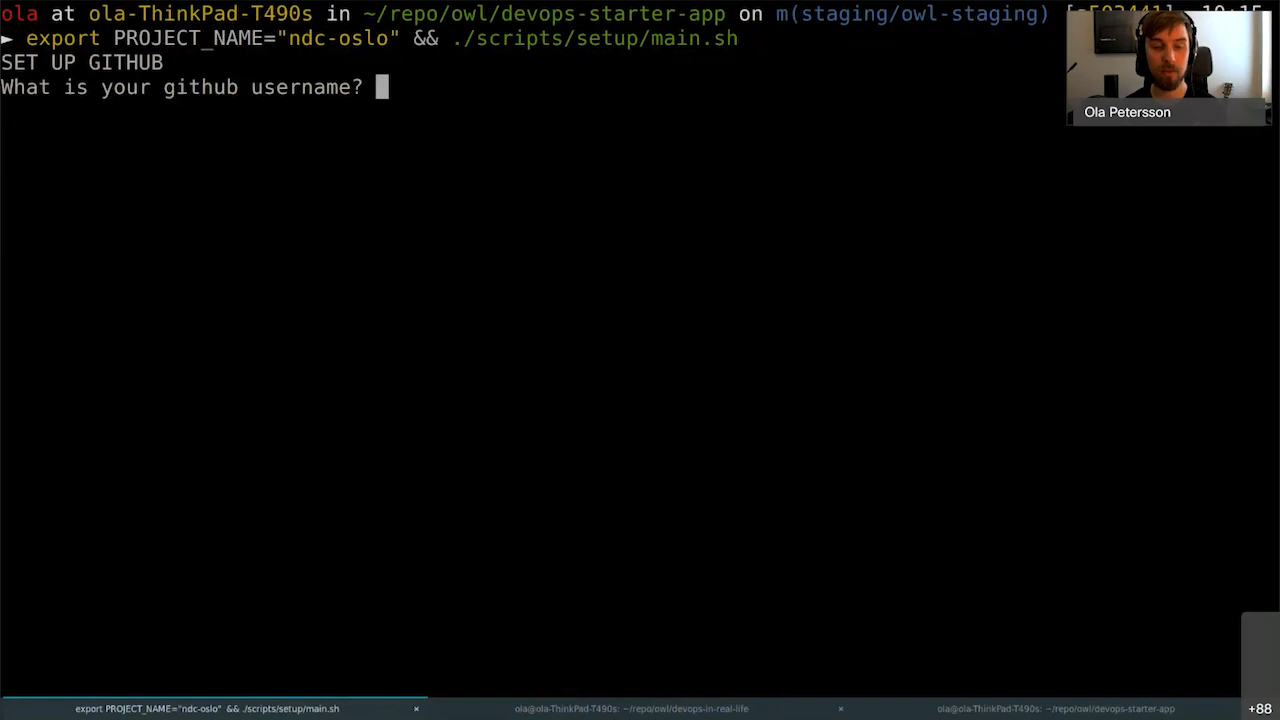 ola at ola-ThinkPad-T490s in ~/repo/owl/devops-starter-app on m(staging/owl-staging)
► export PROJECT_NAME="ndc-oslo" && ./scripts/setup/main.sh
SET UP GITHUB
What is your github username?
Ola Petersson
export PROJECT_NAME="ndc-oslo" && ./scripts/setup/main.sh ×
ola@ola-ThinkPad-T490s: ~/repo/owl/devops-in-real-life ×
ola@ola-ThinkPad-T490s: ~/repo/owl/devops-starter-app
+88